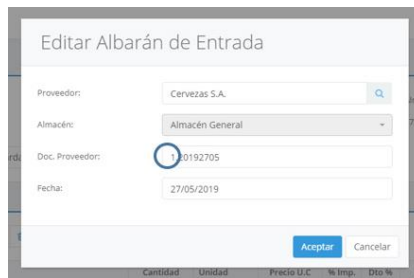 Editar Albarán de Entrada
Proveedor: Cervezas S.A.
Almacén: Almacén General
Doc. Proveedor: 1.20192705
Fecha: 27/05/2019
Aceptar Cancelar
Cantidad Unidad Precio U.C % Imp. Dto %